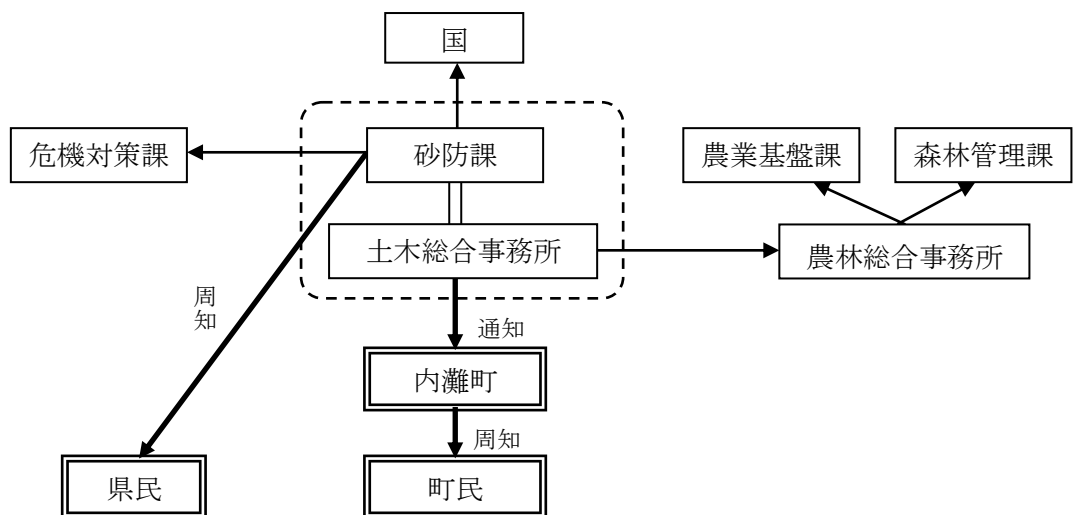 国
危機対策課
砂防課
農業基盤課
森林管理課
土木総合事務所
農林総合事務所
周知
通知
内灘町
周知
県民
町民